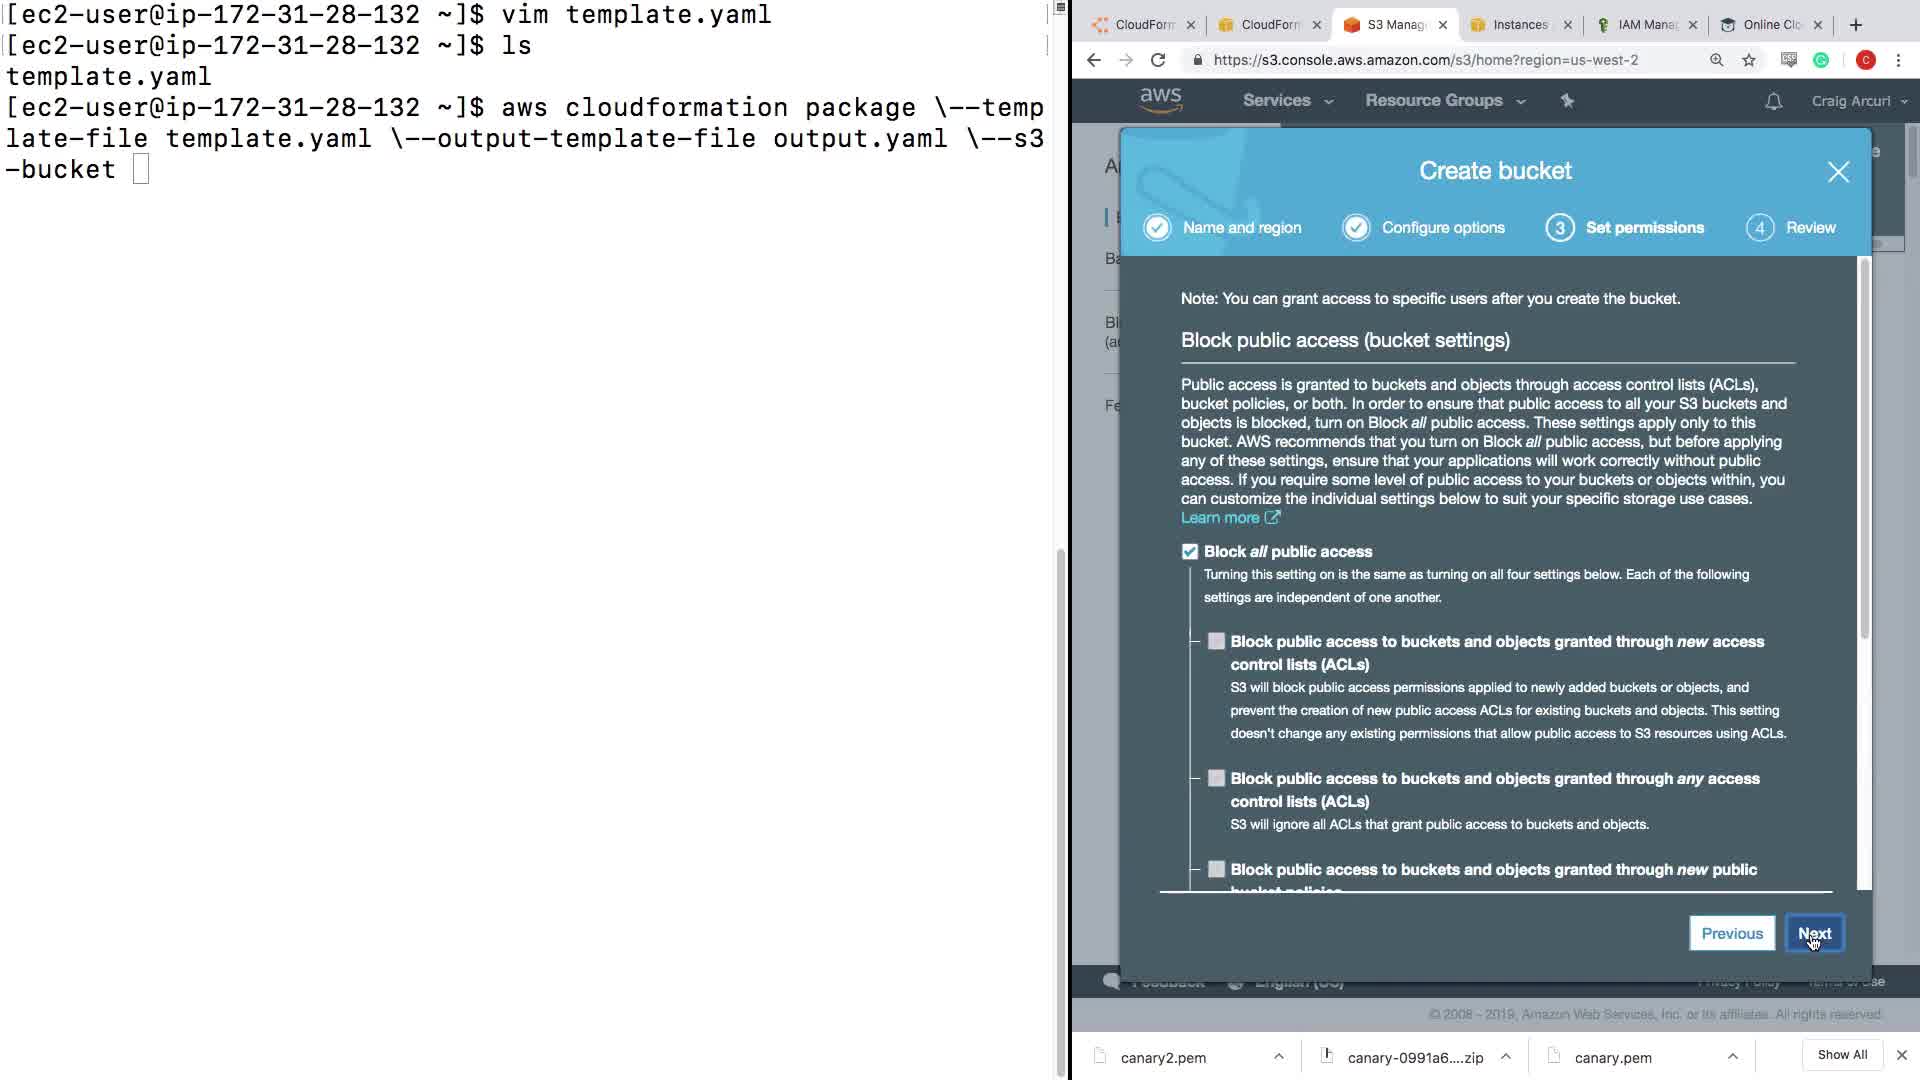 [ec2-user@ip-172-31-28-132 ~]$ vim template.yaml
[ec2-user@ip-172-31-28-132 ~]$ ls
template.yaml
[ec2-user@ip-172-31-28-132 ~]$ aws cloudformation package \--temp
late-file template.yaml \--output-template-file output.yaml \--s3
-bucket
CloudForm
CloudForm
S3 Manag
Instances
IAM Mana
Online Clo
https://s3.console.aws.amazon.com/s3/home?region=us-west-2
C
aws
Services
Resource Groups
Craig Arcuri
Create bucket
Name and region
Configure options
3
Set permissions
4
Review
Note: You can grant access to specific users after you create the bucket.
Block public access (bucket settings)
Public access is granted to buckets and objects through access control lists (ACLs),
bucket policies, or both. In order to ensure that public access to all your S3 buckets and
objects is blocked, turn on Block all public access. These settings apply only to this
bucket. AWS recommends that you turn on Block all public access, but before applying
any of these settings, ensure that your applications will work correctly without public
access. If you require some level of public access to your buckets or objects within, you
can customize the individual settings below to suit your specific storage use cases.
Learn more
Block all public access
Turning this setting on is the same as turning on all four settings below. Each of the following
settings are independent of one another.
Block public access to buckets and objects granted through new access
control lists (ACLs)
S3 will block public access permissions applied to newly added buckets or objects, and
prevent the creation of new public access ACLs for existing buckets and objects. This setting
doesn't change any existing permissions that allow public access to S3 resources using ACLs.
Block public access to buckets and objects granted through any access
control lists (ACLs)
S3 will ignore all ACLs that grant public access to buckets and objects.
Block public access to buckets and objects granted through new public
bucket policies
Previous
Next
Feedback
English (US)
Privacy Policy
Terms of Use
© 2008 - 2019, Amazon Web Services, Inc. or its affiliates. All rights reserved.
canary2.pem
canary-0991a6....zip
canary.pem
Show All